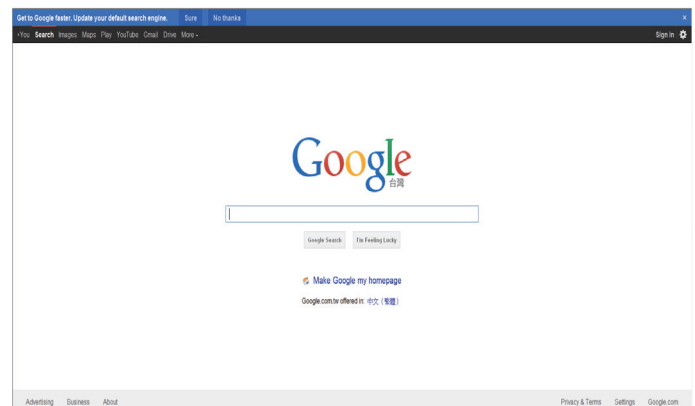 Get to Google faster. Update your default search engine. Sure No thanks ×
+You Search Images Maps Play YouTube Gmail Drive More Sign in
Google
台灣
Google Search I'm Feeling Lucky
Make Google my homepage
Google.com.tw offered in: 中文（繁體）
Advertising Business About Privacy & Terms Settings Google.com